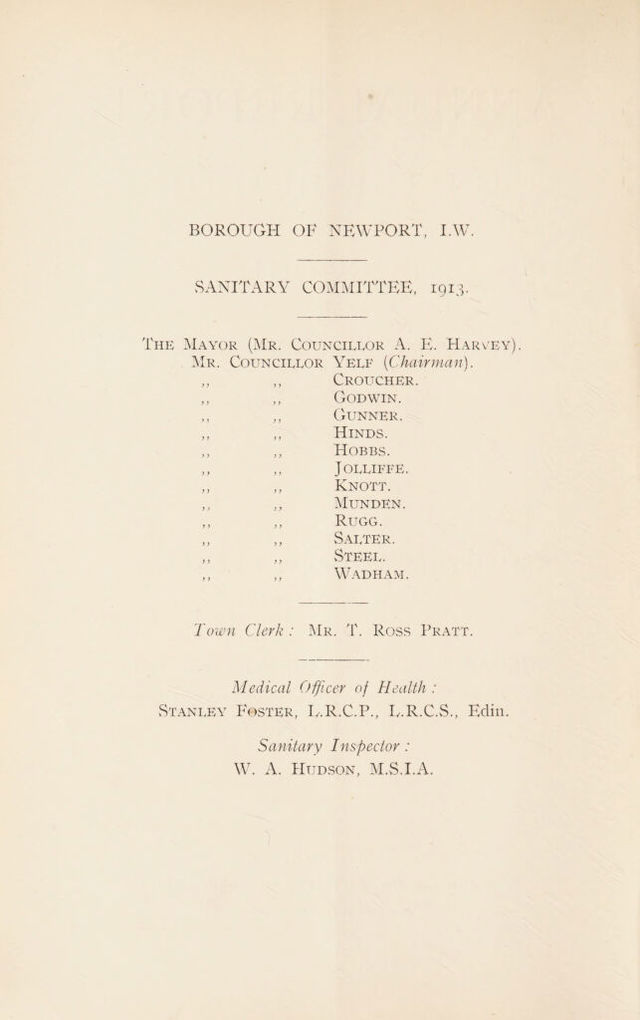 BOROUGH OF NEWPORT, I.W.
SANITARY COMMITTEE, 1913.
THE MAYOR (MR. COUNCILLOR A. E. HARVEY).
MR. COUNCILLOR YELF (Chairman).
,, ,, CROUCHER.
,, ,, GODWIN.
,, ,, GUNNER.
,, ,, HINDS.
,, ,, HOBBS.
,, ,, JOLLIFFE.
,, ,, KNOTT.
,, ,, MUNDEN.
,, ,, RUGG.
,, ,, SALTER.
,, ,, STEEL.
,, ,, WADHAM.
Town Clerk: MR. T. ROSS PRATT.
Medical Officer of Health:
STANLEY FOSTER, L.R.C.P., L.R.C.S., Edin.
Sanitary Inspector:
W. A. HUDSON, M.S.I.A.